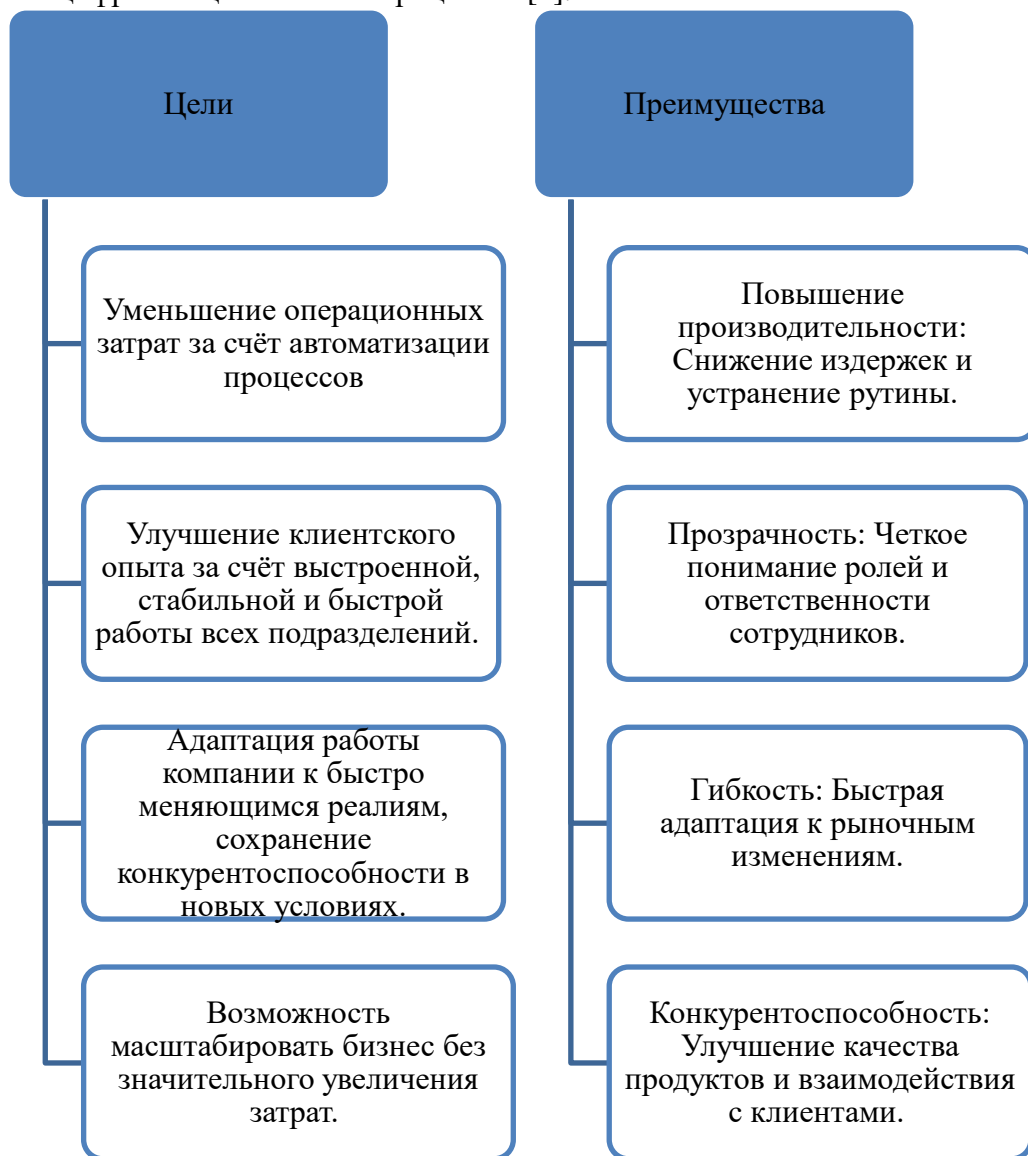 Цели
Уменьшение операционных
затрат за счёт автоматизации
процессов
Улучшение клиентского
опыта за счёт выстроенной,
стабильной и быстрой
работы всех подразделений.
Адаптация работы
компании к быстро
меняющимся реалиям,
сохранение
конкурентоспособности в
новых условиях.
Возможность
масштабировать бизнес без
значительного увеличения
затрат.
Преимущества
Повышение
производительности:
Снижение издержек и
устранение рутины.
Прозрачность: Четкое
понимание ролей и
ответственности
сотрудников.
Гибкость: Быстрая
адаптация к рыночным
изменениям.
Конкурентоспособность:
Улучшение качества
продуктов и взаимодействия
с клиентами.